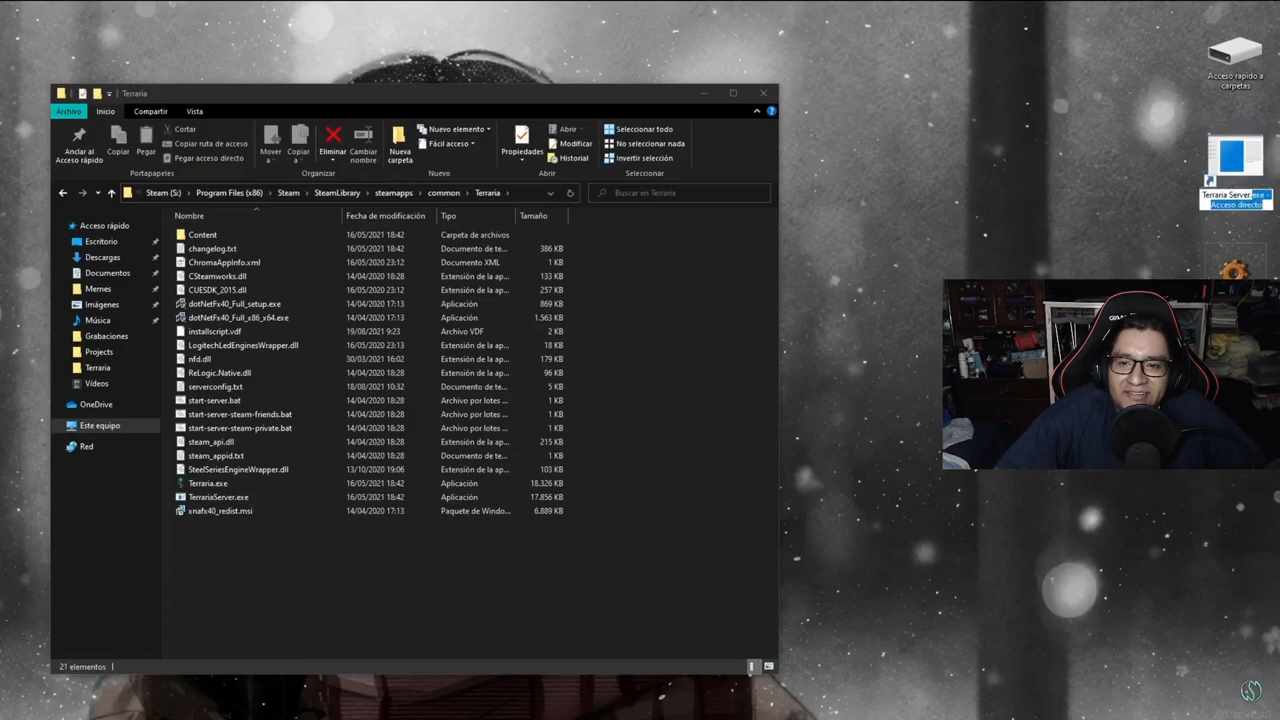 Terraria
Archivo Inicio Compartir Vista
Anclar al Acceso rápido
Copiar
Pegar
Cortar
Copiar ruta de acceso
Pegar acceso directo
Portapapeles
Mover a
Copiar a
Eliminar
Cambiar nombre
Organizar
Nueva carpeta
Nuevo elemento
Fácil acceso
Nuevo
Propiedades
Abrir
Modificar
Historial
Abrir
Seleccionar todo
No seleccionar nada
Invertir selección
Seleccionar
Steam (S:) > Program Files (x86) > Steam > SteamLibrary > steamapps > common > Terraria >
Buscar en Terraria
Acceso rápido
Escritorio
Descargas
Documentos
Memes
Imágenes
Música
Grabaciones
Projects
Terraria
Vídeos
OneDrive
Este equipo
Red
Nombre Fecha de modificación Tipo Tamaño
Content 16/05/2021 18:42 Carpeta de archivos
changelog.txt 16/05/2021 18:42 Documento de te... 386 KB
ChromaAppInfo.xml 16/05/2020 23:12 Documento XML 1 KB
CSteamworks.dll 14/04/2020 18:28 Extensión de la ap... 133 KB
CUESDK_2015.dll 16/05/2020 23:12 Extensión de la ap... 257 KB
dotNetFx40_Full_setup.exe 14/04/2020 17:13 Aplicación 869 KB
dotNetFx40_Full_x86_x64.exe 14/04/2020 17:13 Aplicación 1.563 KB
installscript.vdf 19/08/2021 9:23 Archivo VDF 2 KB
LogitechLedEnginesWrapper.dll 16/05/2020 23:13 Extensión de la ap... 18 KB
nfd.dll 30/03/2021 16:02 Extensión de la ap... 179 KB
ReLogic.Native.dll 14/04/2020 18:28 Extensión de la ap... 96 KB
serverconfig.txt 18/08/2021 10:32 Documento de te... 5 KB
start-server.bat 14/04/2020 18:28 Archivo por lotes ... 1 KB
start-server-steam-friends.bat 14/04/2020 18:28 Archivo por lotes ... 1 KB
start-server-steam-private.bat 14/04/2020 18:28 Archivo por lotes ... 1 KB
steam_api.dll 14/04/2020 18:28 Extensión de la ap... 215 KB
steam_appid.txt 14/04/2020 18:28 Documento de te... 1 KB
SteelSeriesEngineWrapper.dll 13/10/2020 19:06 Extensión de la ap... 103 KB
Terraria.exe 16/05/2021 18:42 Aplicación 18.326 KB
TerrariaServer.exe 16/05/2021 18:42 Aplicación 17.856 KB
xnafx40_redist.msi 14/04/2020 17:13 Paquete de Windo... 6.889 KB
21 elementos
Acceso rapido a
carpetas
Terraria Server.exe -
Acceso directo